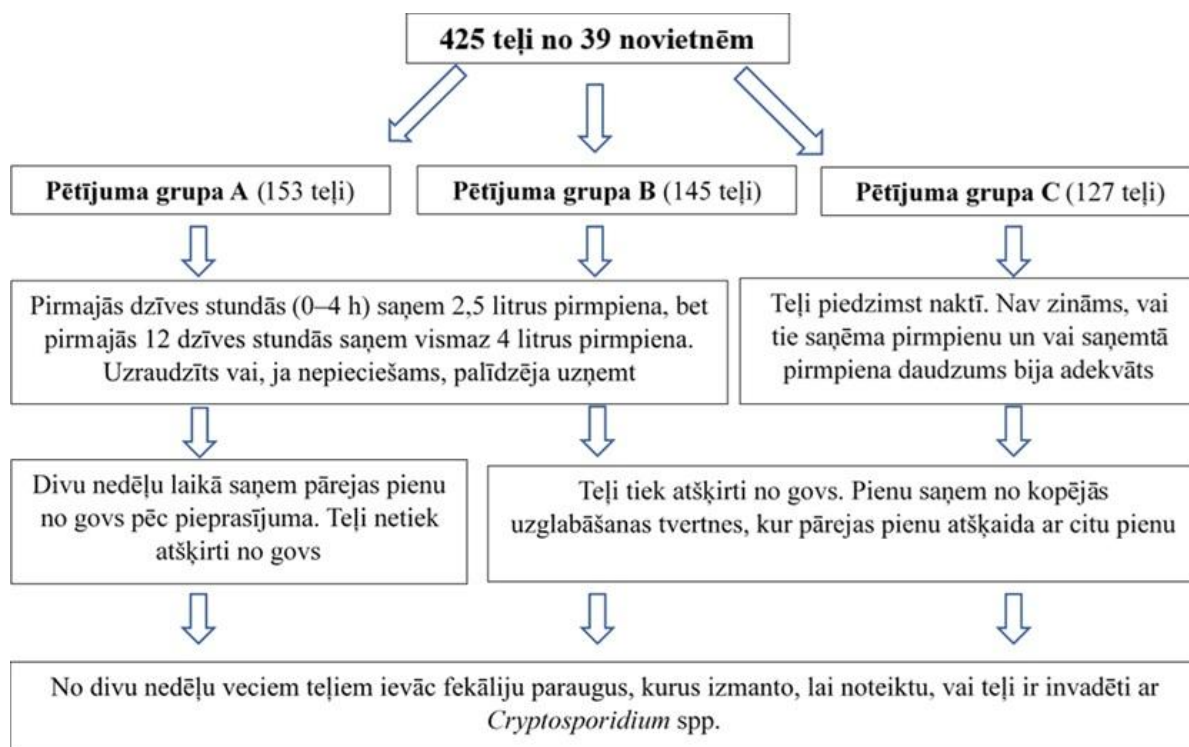 425 teļi no 39 novietnēm
Pētījuma grupa A (153 teļi)
Pētījuma grupa B (145 teļi)
Pētījuma grupa C (127 teļi)
Pirmajās dzīves stundās (0–4 h) saņem 2,5 litrus pirmpiena, bet
pirmajās 12 dzīves stundās saņem vismaz 4 litrus pirmpiena.
Uzraudzīts vai, ja nepieciešams, palīdzēja uzņemt
Teļi piedzimst naktī. Nav zināms, vai
tie saņēma pirmpienu un vai saņemtā
pirmpiena daudzums bija adekvāts
Divu nedēļu laikā saņem pārejas pienu
no govs pēc pieprasījuma. Teļi netiek
atšķirti no govs
Teļi tiek atšķirti no govs. Pienu saņem no kopējās
uzglabāšanas tvertnes, kur pārejas pienu atšķaida ar citu pienu
No divu nedēļu veciem teļiem ievāc fekāliju paraugus, kurus izmanto, lai noteiktu, vai teļi ir invadēti ar
Cryptosporidium spp.